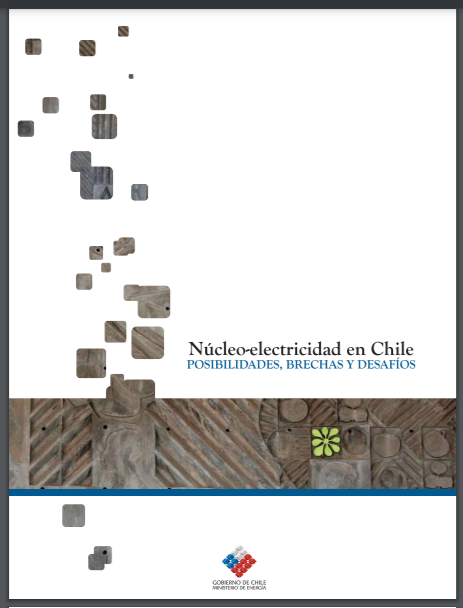 Núcleo-electricidad en Chile
POSIBILIDADES, BRECHAS Y DESAFÍOS
GOBIERNO DE CHILE
MINISTERIO DE ENERGÍA